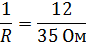 1/R = 12/35 Ом